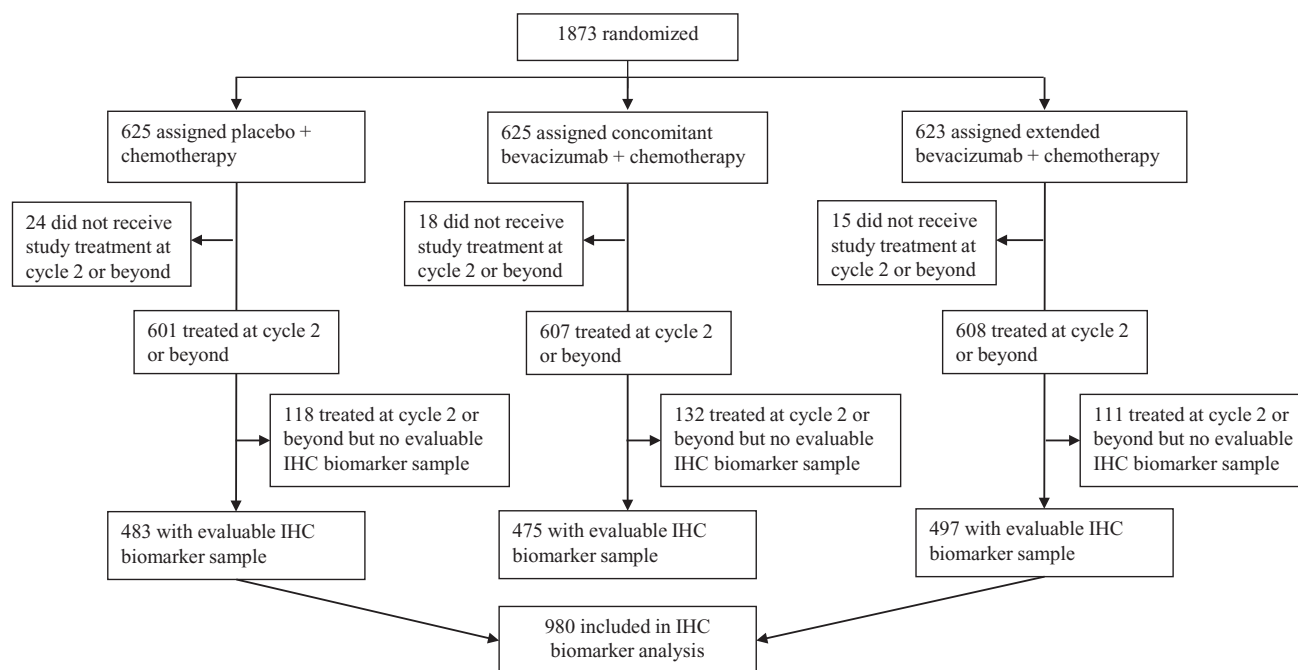 1873 randomized
625 assigned placebo +
chemotherapy
625 assigned concomitant
bevacizumab + chemotherapy
623 assigned extended
bevacizumab + chemotherapy
24 did not receive
study treatment at
cycle 2 or beyond
18 did not receive
study treatment at
cycle 2 or beyond
15 did not receive
study treatment at
cycle 2 or beyond
601 treated at cycle 2
or beyond
607 treated at cycle 2
or beyond
608 treated at cycle 2
or beyond
118 treated at cycle 2 or
beyond but no evaluable
IHC biomarker sample
132 treated at cycle 2 or
beyond but no evaluable
IHC biomarker sample
111 treated at cycle 2 or
beyond but no evaluable
IHC biomarker sample
483 with evaluable IHC
biomarker sample
475 with evaluable IHC
biomarker sample
497 with evaluable IHC
biomarker sample
980 included in IHC
biomarker analysis